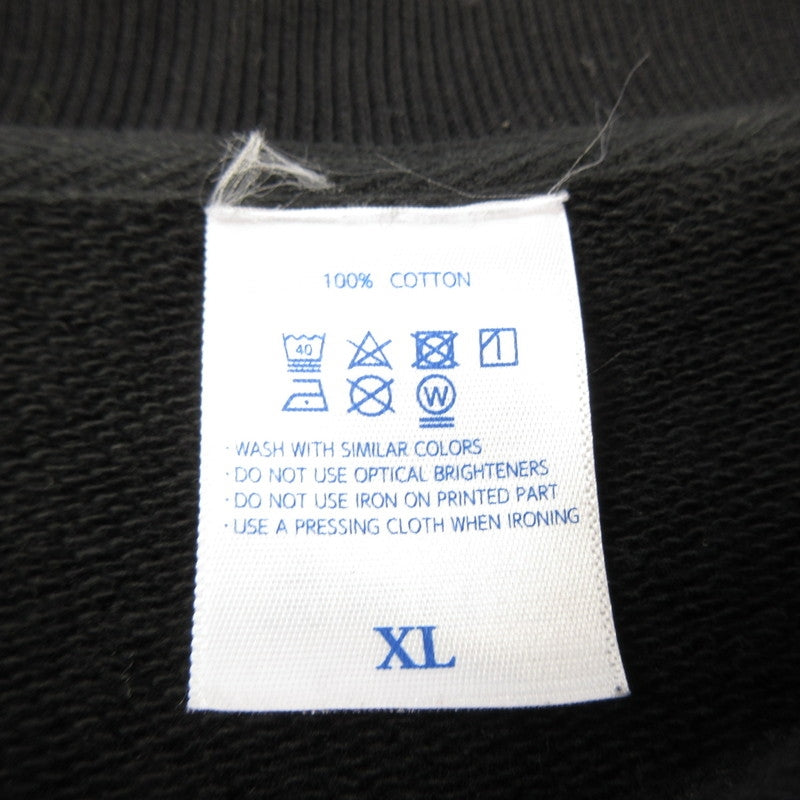 100% COTTON
40
W
· WASH WITH SIMILAR COLORS
· DO NOT USE OPTICAL BRIGHTENERS
· DO NOT USE IRON ON PRINTED PART
· USE A PRESSING CLOTH WHEN IRONING
XL